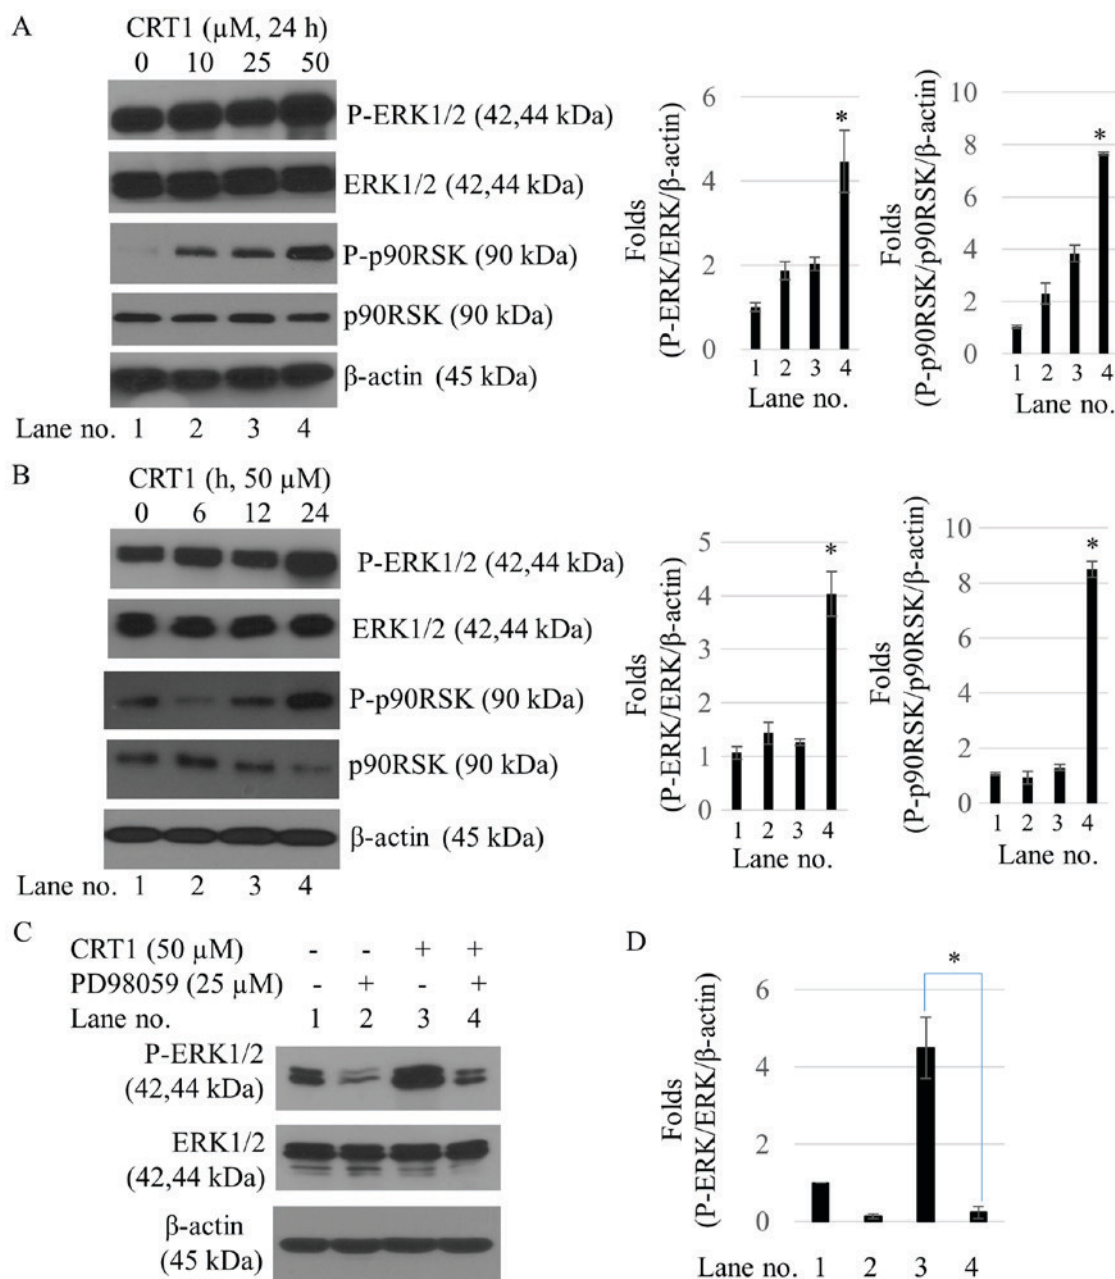 A
CRT1 (µM, 24 h)
0 10 25 50
P-ERK1/2 (42,44 kDa)
ERK1/2 (42,44 kDa)
P-p90RSK (90 kDa)
p90RSK (90 kDa)
β-actin (45 kDa)
Lane no. 1 2 3 4
Folds
(P-ERK/ERK/β-actin)
6
4
2
0
*
1 2 3 4
Lane no.
Folds
(P-p90RSK/p90RSK/β-actin)
10
8
6
4
2
0
*
1 2 3 4
Lane no.
B
CRT1 (h, 50 µM)
0 6 12 24
P-ERK1/2 (42,44 kDa)
ERK1/2 (42,44 kDa)
P-p90RSK (90 kDa)
p90RSK (90 kDa)
β-actin (45 kDa)
Lane no. 1 2 3 4
Folds
(P-ERK/ERK/β-actin)
5
4
3
2
1
0
*
1 2 3 4
Lane no.
Folds
(P-p90RSK/p90RSK/β-actin)
10
8
6
4
2
0
*
1 2 3 4
Lane no.
C
CRT1 (50 µM) - - + +
PD98059 (25 µM) - + - +
Lane no. 1 2 3 4
P-ERK1/2
(42,44 kDa)
ERK1/2
(42,44 kDa)
β-actin
(45 kDa)
D
Folds
(P-ERK/ERK/β-actin)
6
4
2
0
*
Lane no. 1 2 3 4